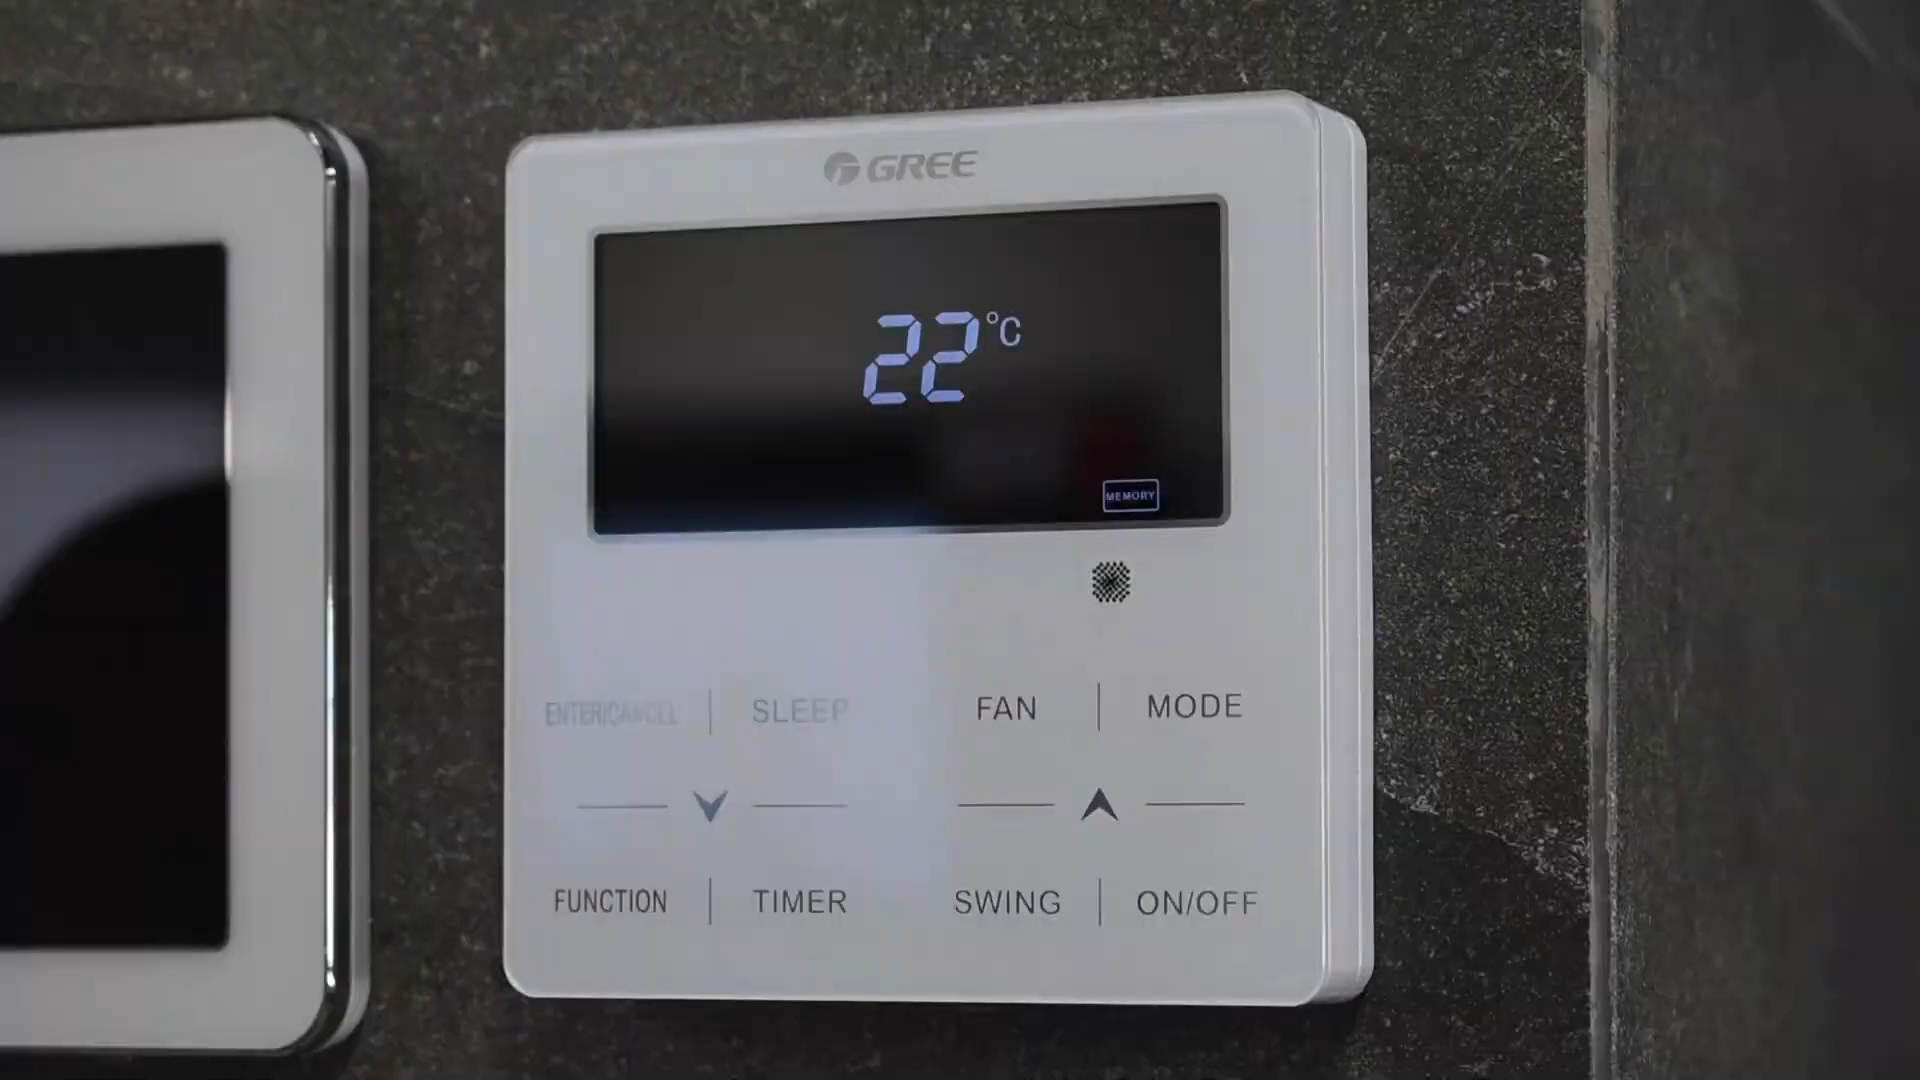 GREE
22°C
MEMORY
ENTER/CANCEL SLEEP FAN MODE
FUNCTION TIMER SWING ON/OFF